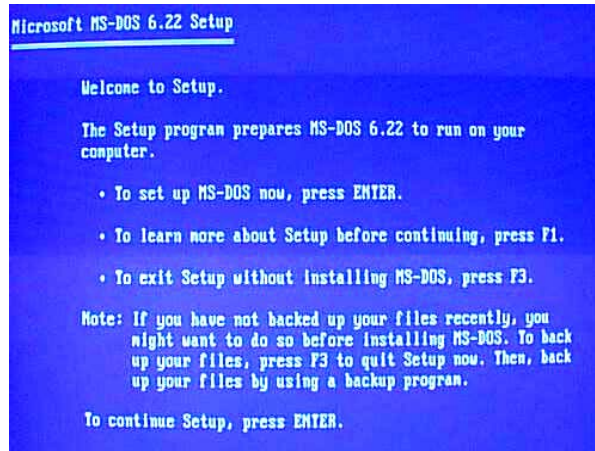 Microsoft MS-DOS 6.22 Setup
Welcome to Setup.
The Setup program prepares MS-DOS 6.22 to run on your
computer.
• To set up MS-DOS now, press ENTER.
• To learn more about Setup before continuing, press F1.
• To exit Setup without installing MS-DOS, press F3.
Note: If you have not backed up your files recently, you
might want to do so before installing MS-DOS. To back
up your files, press F3 to quit Setup now. Then, back
up your files by using a backup program.
To continue Setup, press ENTER.